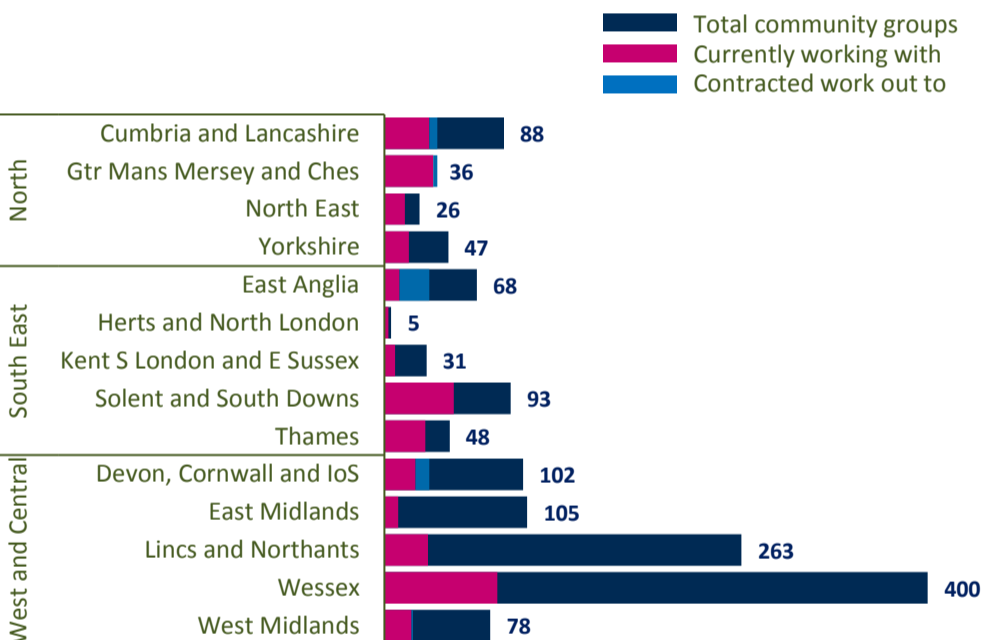 Total community groups
Currently working with
Contracted work out to
North
Cumbria and Lancashire 88
Gtr Mans Mersey and Ches 36
North East 26
Yorkshire 47
South East
East Anglia 68
Herts and North London 5
Kent S London and E Sussex 31
Solent and South Downs 93
Thames 48
West and Central
Devon, Cornwall and IoS 102
East Midlands 105
Lincs and Northants 263
Wessex 400
West Midlands 78